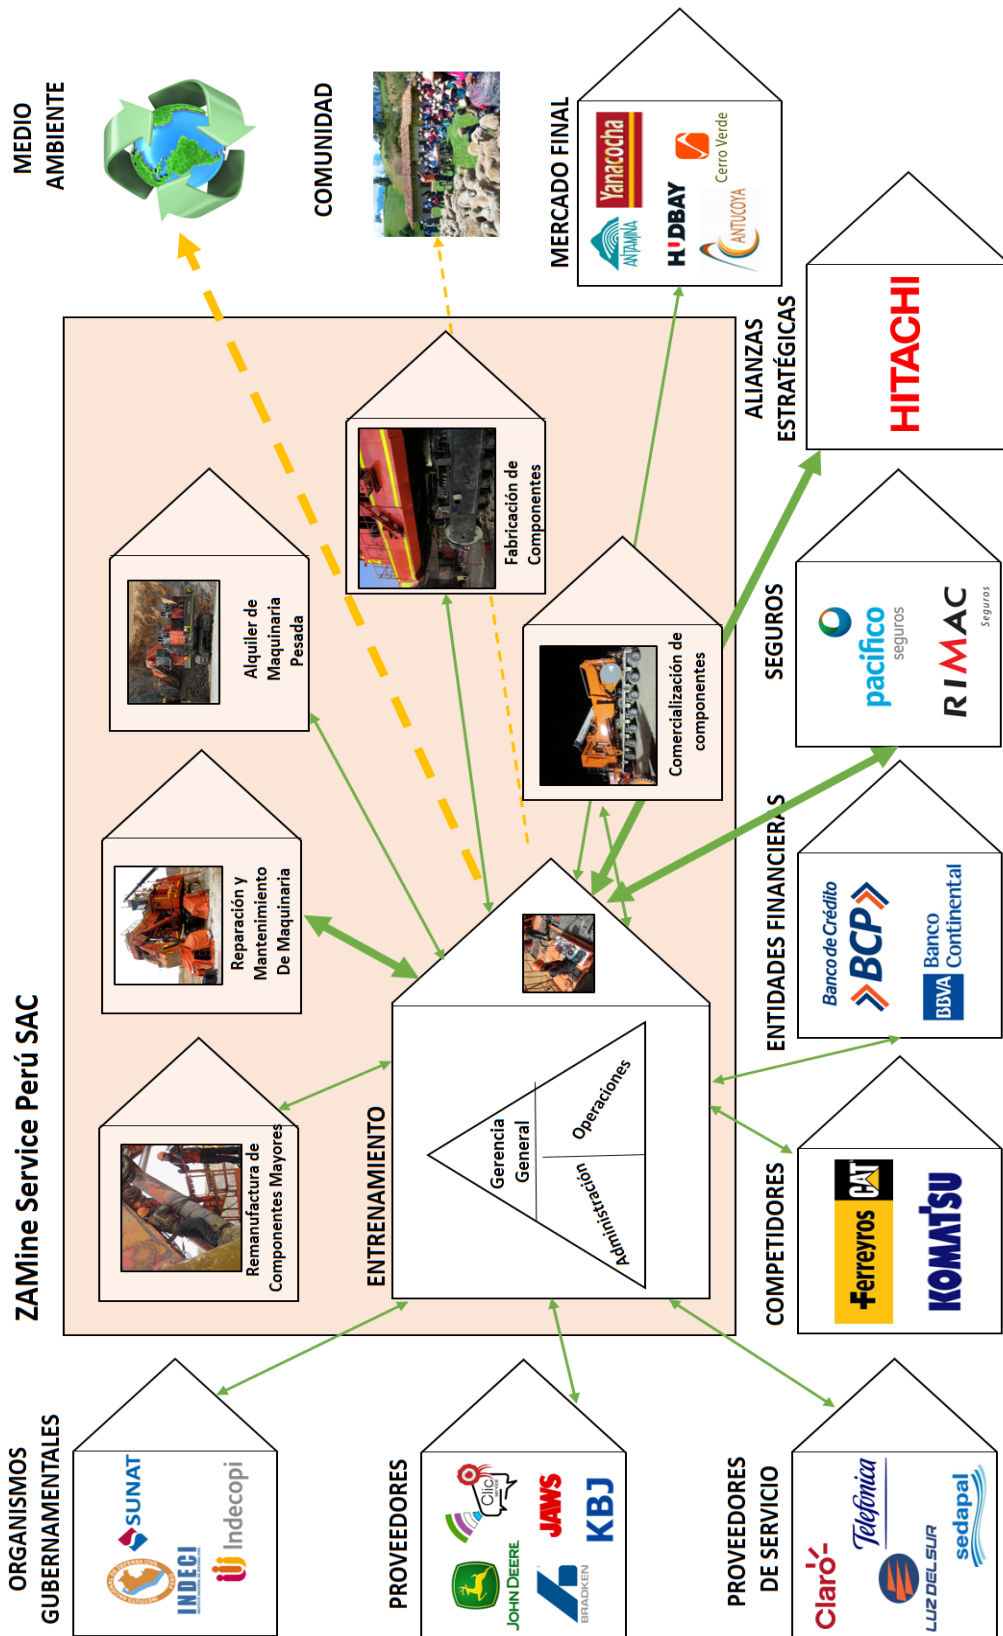 ZAMine Service Perú SAC
ORGANISMOS
GUBERNAMENTALES
SUNAT
INDECI
Indecopi
PROVEEDORES
JOHN DEERE
Clic
BRADKEN
JAWS
KBJ
PROVEEDORES
DE SERVICIO
Claro
Telefónica
LUZ DEL SUR
sedapal
Remanufactura de
Componentes Mayores
Reparación y
Mantenimiento
De Maquinaria
Alquiler de
Maquinaria
Pesada
Fabricación de
Componentes
Comercialización de
componentes
ENTRENAMIENTO
Gerencia
General
Administración
Operaciones
COMPETIDORES
Ferreyros CAT
KOMATSU
ENTIDADES FINANCIERAS
Banco de Crédito
BCP
BBVA Banco
Continental
SEGUROS
pacifico
seguros
RIMAC
Seguros
ALIANZAS
ESTRATÉGICAS
HITACHI
MERCADO FINAL
ANTAMINA
Yanacocha
HUDBAY
Cerro Verde
ANTUCOYA
MEDIO
AMBIENTE
COMUNIDAD